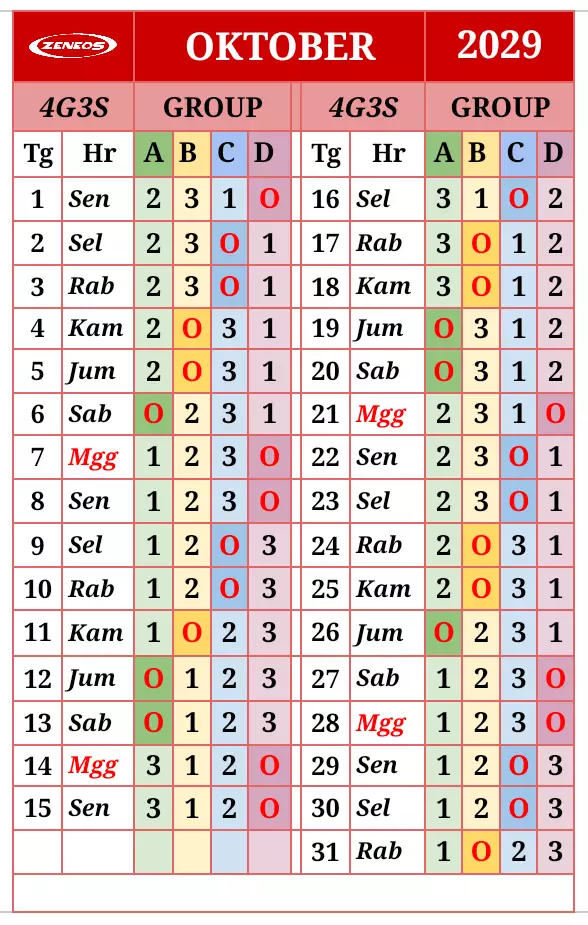 ZENEOS OKTOBER 2029
4G3S GROUP 4G3S GROUP
Tg Hr A B C D Tg Hr A B C D
1 Sen 2 3 1 O 16 Sel 3 1 O 2
2 Sel 2 3 O 1 17 Rab 3 O 1 2
3 Rab 2 3 O 1 18 Kam 3 O 1 2
4 Kam 2 O 3 1 19 Jum O 3 1 2
5 Jum 2 O 3 1 20 Sab O 3 1 2
6 Sab O 2 3 1 21 Mgg 2 3 1 O
7 Mgg 1 2 3 O 22 Sen 2 3 O 1
8 Sen 1 2 3 O 23 Sel 2 3 O 1
9 Sel 1 2 O 3 24 Rab 2 O 3 1
10 Rab 1 2 O 3 25 Kam 2 O 3 1
11 Kam 1 O 2 3 26 Jum O 2 3 1
12 Jum O 1 2 3 27 Sab 1 2 3 O
13 Sab O 1 2 3 28 Mgg 1 2 3 O
14 Mgg 3 1 2 O 29 Sen 1 2 O 3
15 Sen 3 1 2 O 30 Sel 1 2 O 3
31 Rab 1 O 2 3